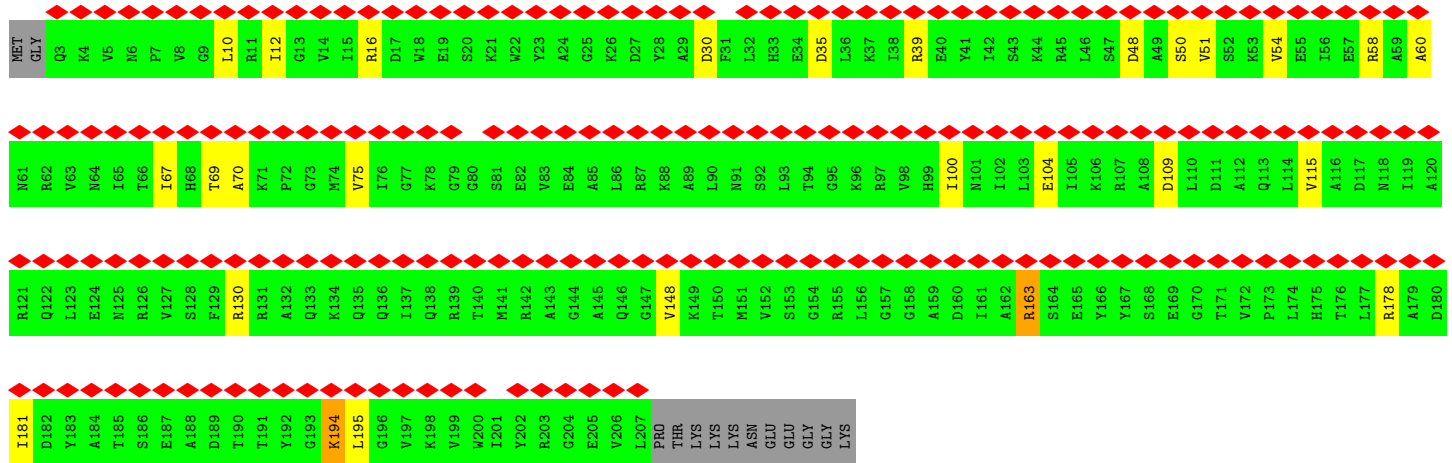 MET GLY Q3 K4 V5 N6 P7 V8 G9 L10 R11 I12 G13 V14 I15 R16 D17 W18 E19 S20 K21 W22 Y23 A24 G25 K26 D27 Y28 A29 D30 F31 L32 H33 E34 D35 L36 K37 I38 R39 E40 Y41 I42 S43 K44 R45 L46 S47 D48 A49 S50 V51 S52 K53 V54 E55 I56 E57 R58 A59 A60
N61 R62 V63 N64 I65 T66 I67 H68 T69 A70 K71 P72 G73 M74 V75 I76 G77 K78 G79 G80 S81 E82 V83 E84 A85 L86 R87 K88 A89 L90 N91 S92 L93 T94 G95 K96 R97 V98 H99 I100 N101 I102 L103 E104 I105 K106 R107 A108 D109 L110 D111 A112 Q113 L114 V115 A116 D117 N118 I119 A120
R121 Q122 L123 E124 N125 R126 V127 S128 F129 R130 R131 A132 Q133 K134 Q135 Q136 I137 Q138 R139 T140 M141 R142 A143 G144 A145 Q146 G147 V148 K149 T150 M151 V152 S153 G154 R155 L156 G157 G158 A159 D160 I161 A162 R163 S164 E165 Y166 Y167 S168 E169 G170 T171 V172 P173 L174 H175 T176 L177 R178 A179 D180
I181 D182 Y183 A184 T185 S186 E187 A188 D189 T190 T191 Y192 G193 K194 L195 G196 V197 K198 V199 W200 I201 Y202 R203 G204 E205 V206 L207 PRO THR LYS LYS LYS ASN GLU GLU GLY GLY LYS